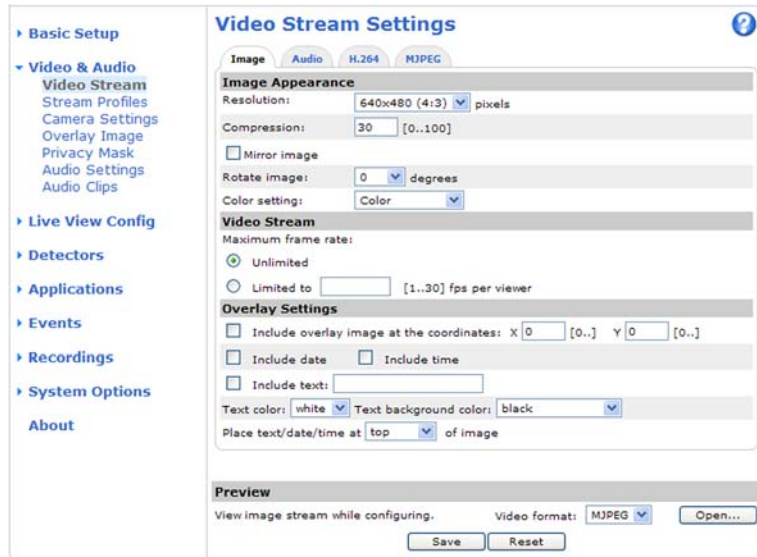 Basic Setup
Video & Audio
Video Stream
Stream Profiles
Camera Settings
Overlay Image
Privacy Mask
Audio Settings
Audio Clips
Live View Config
Detectors
Applications
Events
Recordings
System Options
About
Video Stream Settings
?
Image Audio H.264 MJPEG
Image Appearance
Resolution: 640x480 (4:3) pixels
Compression: 30 [0..100]
Mirror image
Rotate image: 0 degrees
Color setting: Color
Video Stream
Maximum frame rate:
Unlimited
Limited to [1..30] fps per viewer
Overlay Settings
Include overlay image at the coordinates: X 0 [0..] Y 0 [0..]
Include date Include time
Include text:
Text color: white Text background color: black
Place text/date/time at top of image
Preview
View image stream while configuring. Video format: MJPEG Open...
Save Reset